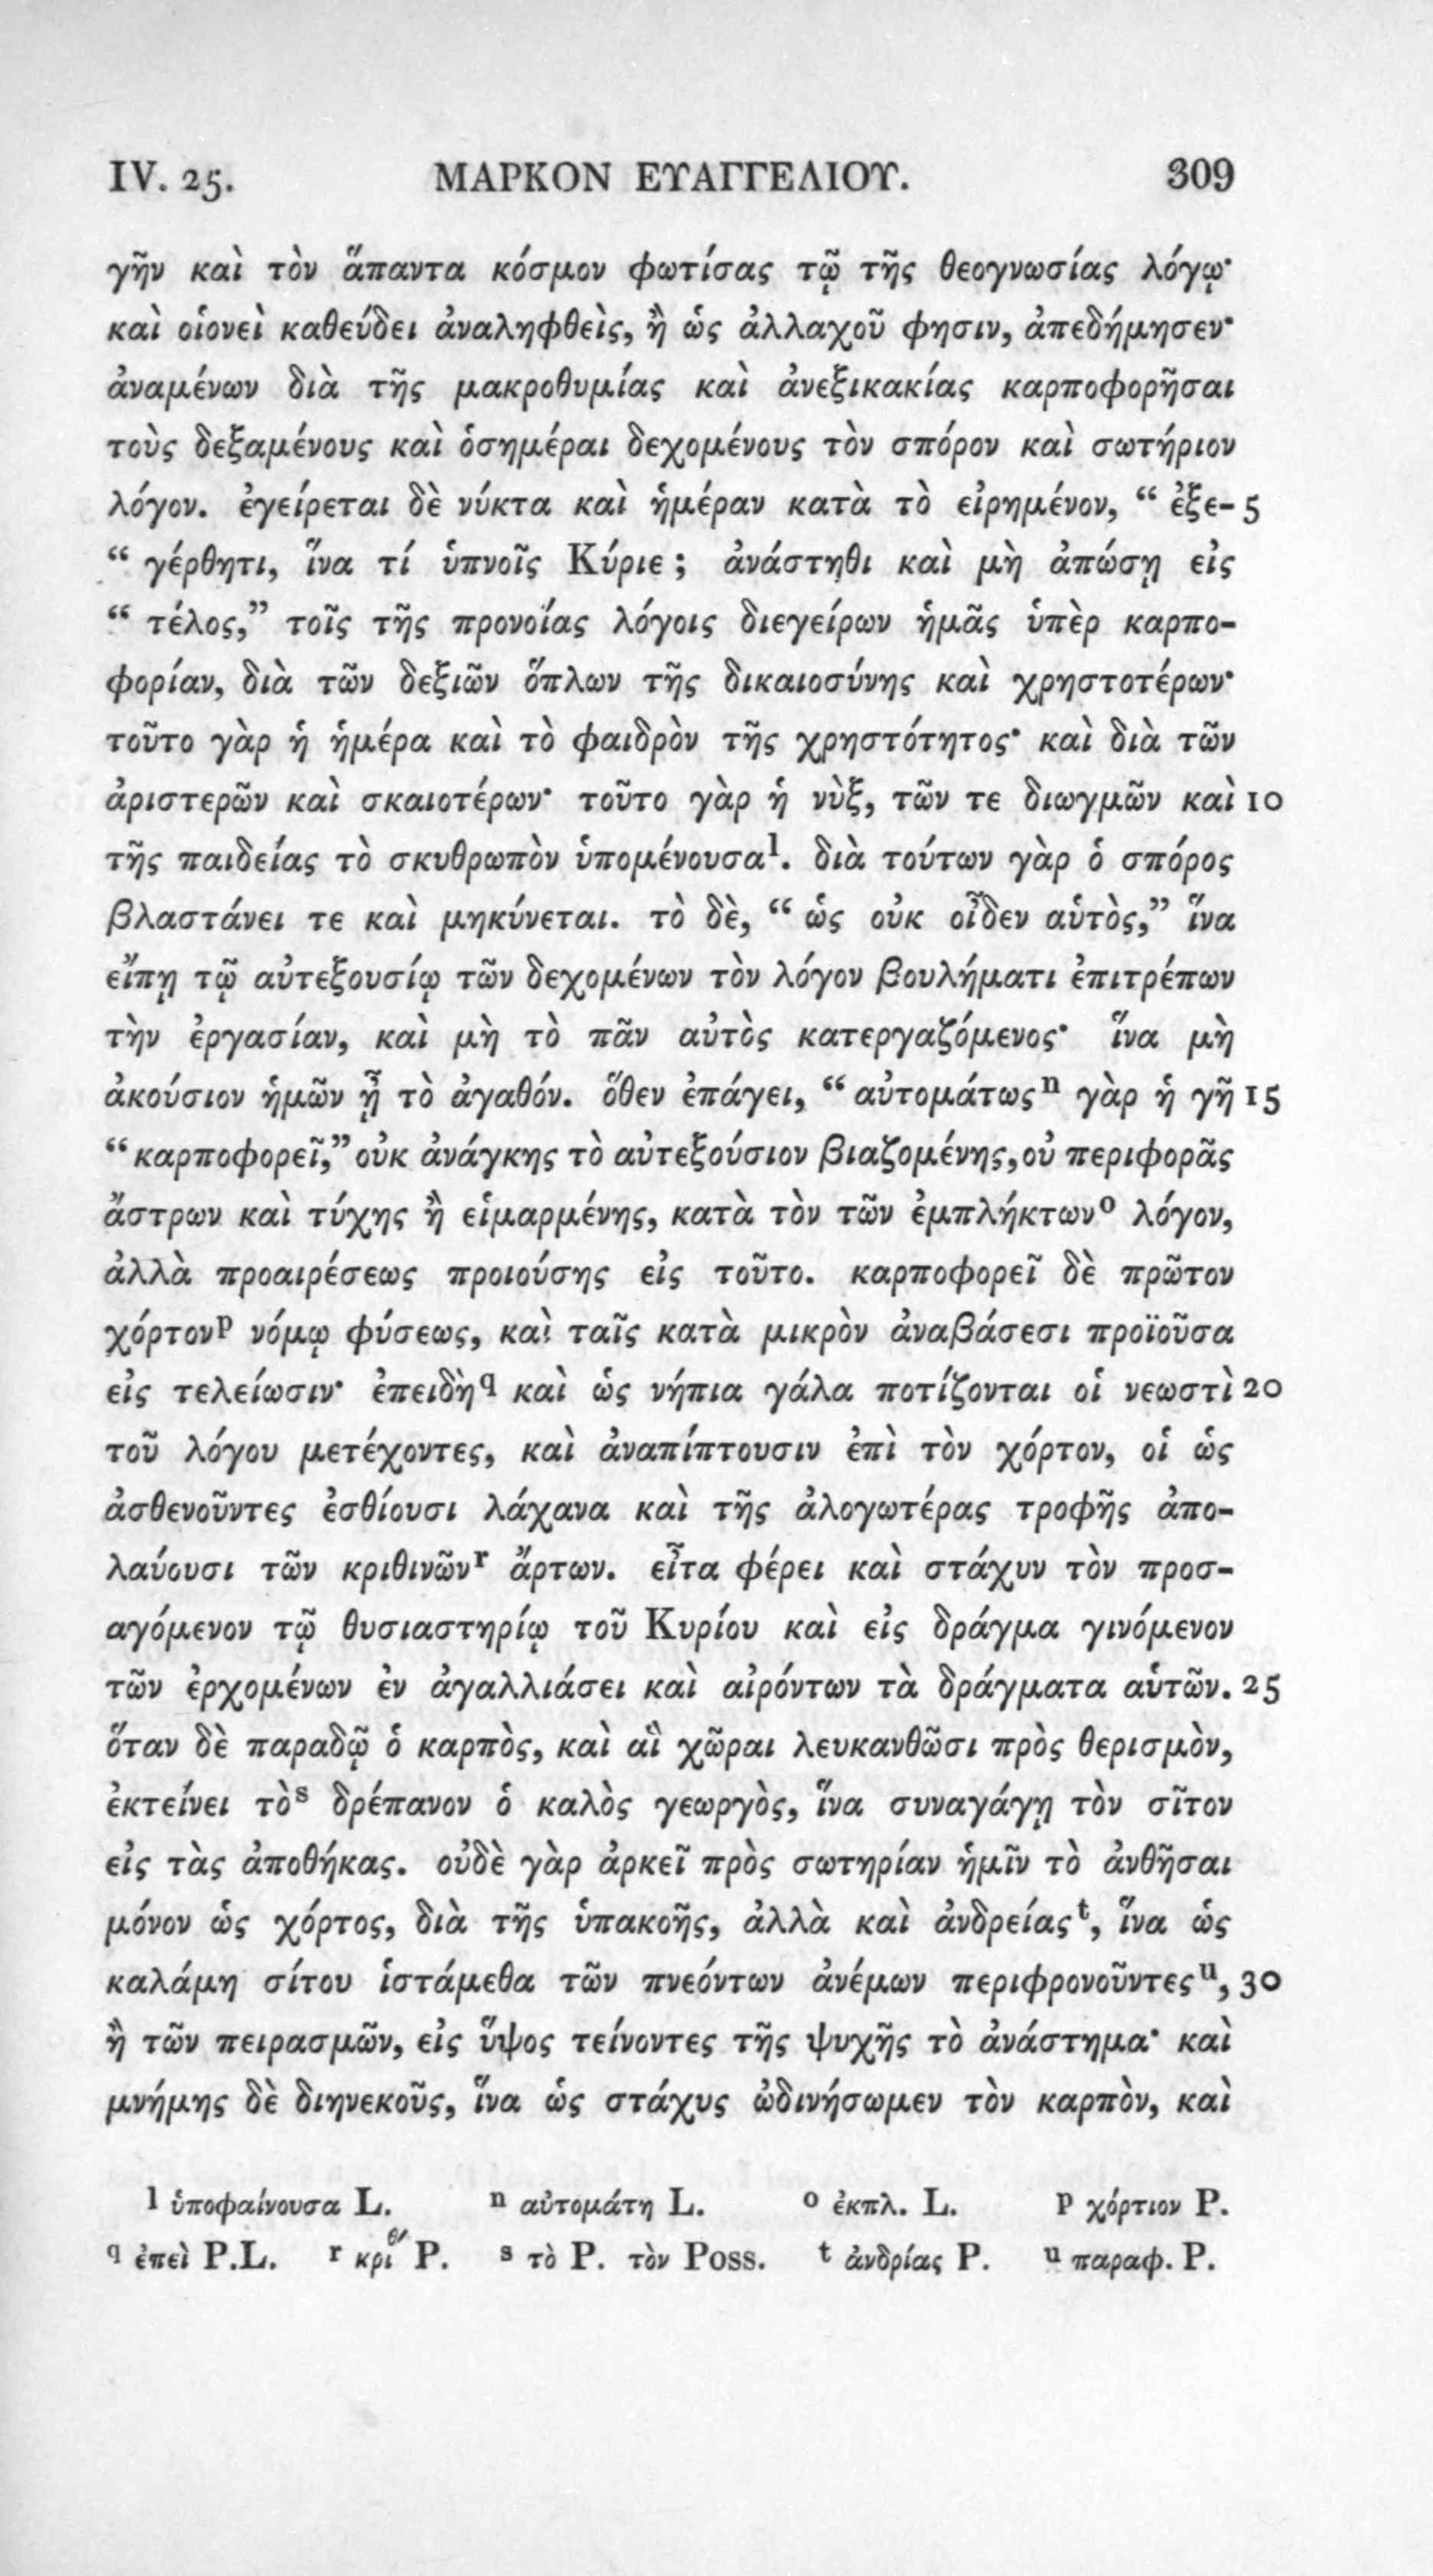 IV. 25. ΜΑΡΚΟΝ ΕΥΑΓΓΕΛΙΟΥ. 309
γῆν καὶ τὸν ἅπαντα κόσμον φωτίσας τῷ τῆς θεογνωσίας λόγῳ·
καὶ οἱονεὶ καθεύδει ἀναληφθεὶς, ἢ ὡς ἀλλαχοῦ φησιν, ἀπεδήμησεν·
ἀναμένων διὰ τῆς μακροθυμίας καὶ ἀνεξικακίας καρποφορῆσαι
τοὺς δεξαμένους καὶ ὁσημέραι δεχομένους τὸν σπόρον καὶ σωτήριον
λόγον. ἐγείρεται δὲ νύκτα καὶ ἡμέραν κατὰ τὸ εἰρημένον, “ ἐξε- 5
“ γέρθητι, ἵνα τί ὑπνοῖς Κύριε ; ἀνάστηθι καὶ μὴ ἀπώσῃ εἰς
“ τέλος,” τοῖς τῆς προνοίας λόγοις διεγείρων ἡμᾶς ὑπὲρ καρπο-
φορίαν, διὰ τῶν δεξιῶν ὅπλων τῆς δικαιοσύνης καὶ χρηστοτέρων·
τοῦτο γὰρ ἡ ἡμέρα καὶ τὸ φαιδρὸν τῆς χρηστότητος· καὶ διὰ τῶν
ἀριστερῶν καὶ σκαιοτέρων· τοῦτο γὰρ ἡ νὺξ, τῶν τε διωγμῶν καὶ 10
τῆς παιδείας τὸ σκυθρωπὸν ὑπομένουσα¹. διὰ τούτων γὰρ ὁ σπόρος
βλαστάνει τε καὶ μηκύνεται. τὸ δὲ, “ ὡς οὐκ οἶδεν αὐτὸς,” ἵνα
εἴπῃ τῷ αὐτεξουσίῳ τῶν δεχομένων τὸν λόγον βουλήματι ἐπιτρέπων
τὴν ἐργασίαν, καὶ μὴ τὸ πᾶν αὐτὸς κατεργαζόμενος· ἵνα μὴ
ἀκούσιον ἡμῶν ᾖ τὸ ἀγαθόν. ὅθεν ἐπάγει, “ αὐτομάτωςⁿ γὰρ ἡ γῆ 15
“ καρποφορεῖ,” οὐκ ἀνάγκης τὸ αὐτεξούσιον βιαζομένης, οὐ περιφορᾶς
ἄστρων καὶ τύχης ἢ εἱμαρμένης, κατὰ τὸν τῶν ἐμπλήκτωνᵒ λόγον,
ἀλλὰ προαιρέσεως προιούσης εἰς τοῦτο. καρποφορεῖ δὲ πρῶτον
χόρτονᵖ νόμῳ φύσεως, καὶ ταῖς κατὰ μικρὸν ἀναβάσεσι προϊοῦσα
εἰς τελείωσιν· ἐπειδὴq καὶ ὡς νήπια γάλα ποτίζονται οἱ νεωστὶ 20
τοῦ λόγου μετέχοντες, καὶ ἀναπίπτουσιν ἐπὶ τὸν χόρτον, οἱ ὡς
ἀσθενοῦντες ἐσθίουσι λάχανα καὶ τῆς ἀλογωτέρας τροφῆς ἀπο-
λαύουσι τῶν κριθινῶνʳ ἄρτων. εἶτα φέρει καὶ στάχυν τὸν προσ-
αγόμενον τῷ θυσιαστηρίῳ τοῦ Κυρίου καὶ εἰς δράγμα γινόμενον
τῶν ἐρχομένων ἐν ἀγαλλιάσει καὶ αἰρόντων τὰ δράγματα αὑτῶν. 25
ὅταν δὲ παραδῷ ὁ καρπὸς, καὶ αἳ χῶραι λευκανθῶσι πρὸς θερισμὸν,
ἐκτείνει τὸˢ δρέπανον ὁ καλὸς γεωργὸς, ἵνα συναγάγῃ τὸν σῖτον
εἰς τὰς ἀποθήκας. οὐδὲ γὰρ ἀρκεῖ πρὸς σωτηρίαν ἡμῖν τὸ ἀνθῆσαι
μόνον ὡς χόρτος, διὰ τῆς ὑπακοῆς, ἀλλὰ καὶ ἀνδρείαςᵗ, ἵνα ὡς
καλάμη σίτου ἱστάμεθα τῶν πνεόντων ἀνέμων περιφρονοῦντεςᵘ, 30
ἢ τῶν πειρασμῶν, εἰς ὕψος τείνοντες τῆς ψυχῆς τὸ ἀνάστημα· καὶ
μνήμης δὲ διηνεκοῦς, ἵνα ὡς στάχυς ὠδινήσωμεν τὸν καρπὸν, καὶ
l ὑποφαίνουσα L. n αὐτομάτη L. o ἐκπλ. L. p χόρτιον P.
q ἐπεὶ P.L. r κρι^θ´ P. s τὸ P. τὸν Poss. t ἀνδρίας P. u παραφ. P.